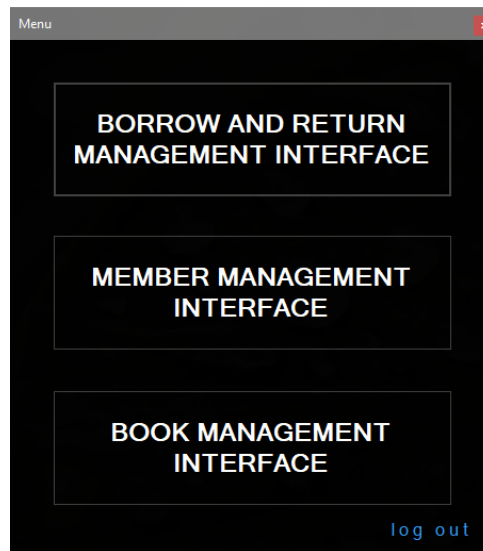 Menu
BORROW AND RETURN
MANAGEMENT INTERFACE
MEMBER MANAGEMENT
INTERFACE
BOOK MANAGEMENT
INTERFACE
log out